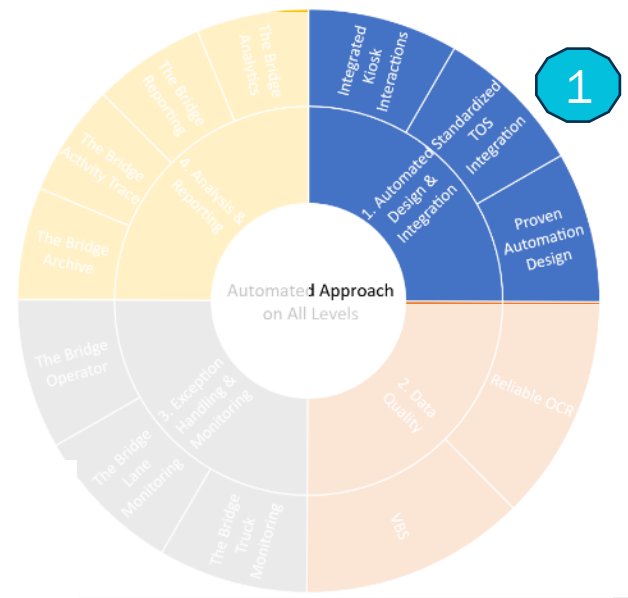 1
Integrated
Kiosk
Interactions
Standardized
TOS
Integration
Proven
Automation
Design
1. Automated
Design &
Integration
Reliable OCR
VBS
2. Data
Quality
The Bridge
Truck
Monitoring
The Bridge
Lane
Monitoring
The Bridge
Operator
3. Exception
Handling &
Monitoring
The Bridge
Archive
The Bridge
Activity Trace
The Bridge
Reporting
The Bridge
Analytics
4. Analysis &
Reporting
Automated Approach
on All Levels